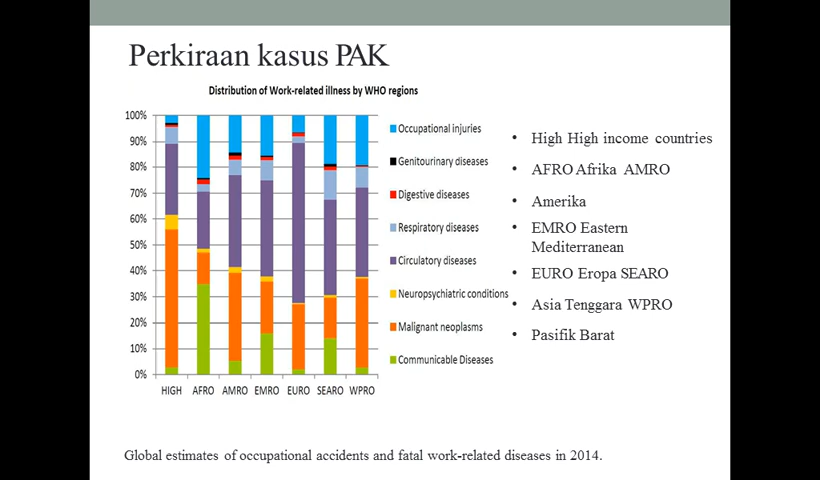 Perkiraan kasus PAK
Distribution of Work-related illness by WHO regions
100%
90%
80%
70%
60%
50%
40%
30%
20%
10%
0%
HIGH AFRO AMRO EMRO EURO SEARO WPRO
Occupational injuries
Genitourinary diseases
Digestive diseases
Respiratory diseases
Circulatory diseases
Neuropsychiatric conditions
Malignant neoplasms
Communicable Diseases
• High High income countries
• AFRO Afrika AMRO
• Amerika
• EMRO Eastern
Mediterranean
• EURO Eropa SEARO
• Asia Tenggara WPRO
• Pasifik Barat
Global estimates of occupational accidents and fatal work-related diseases in 2014.